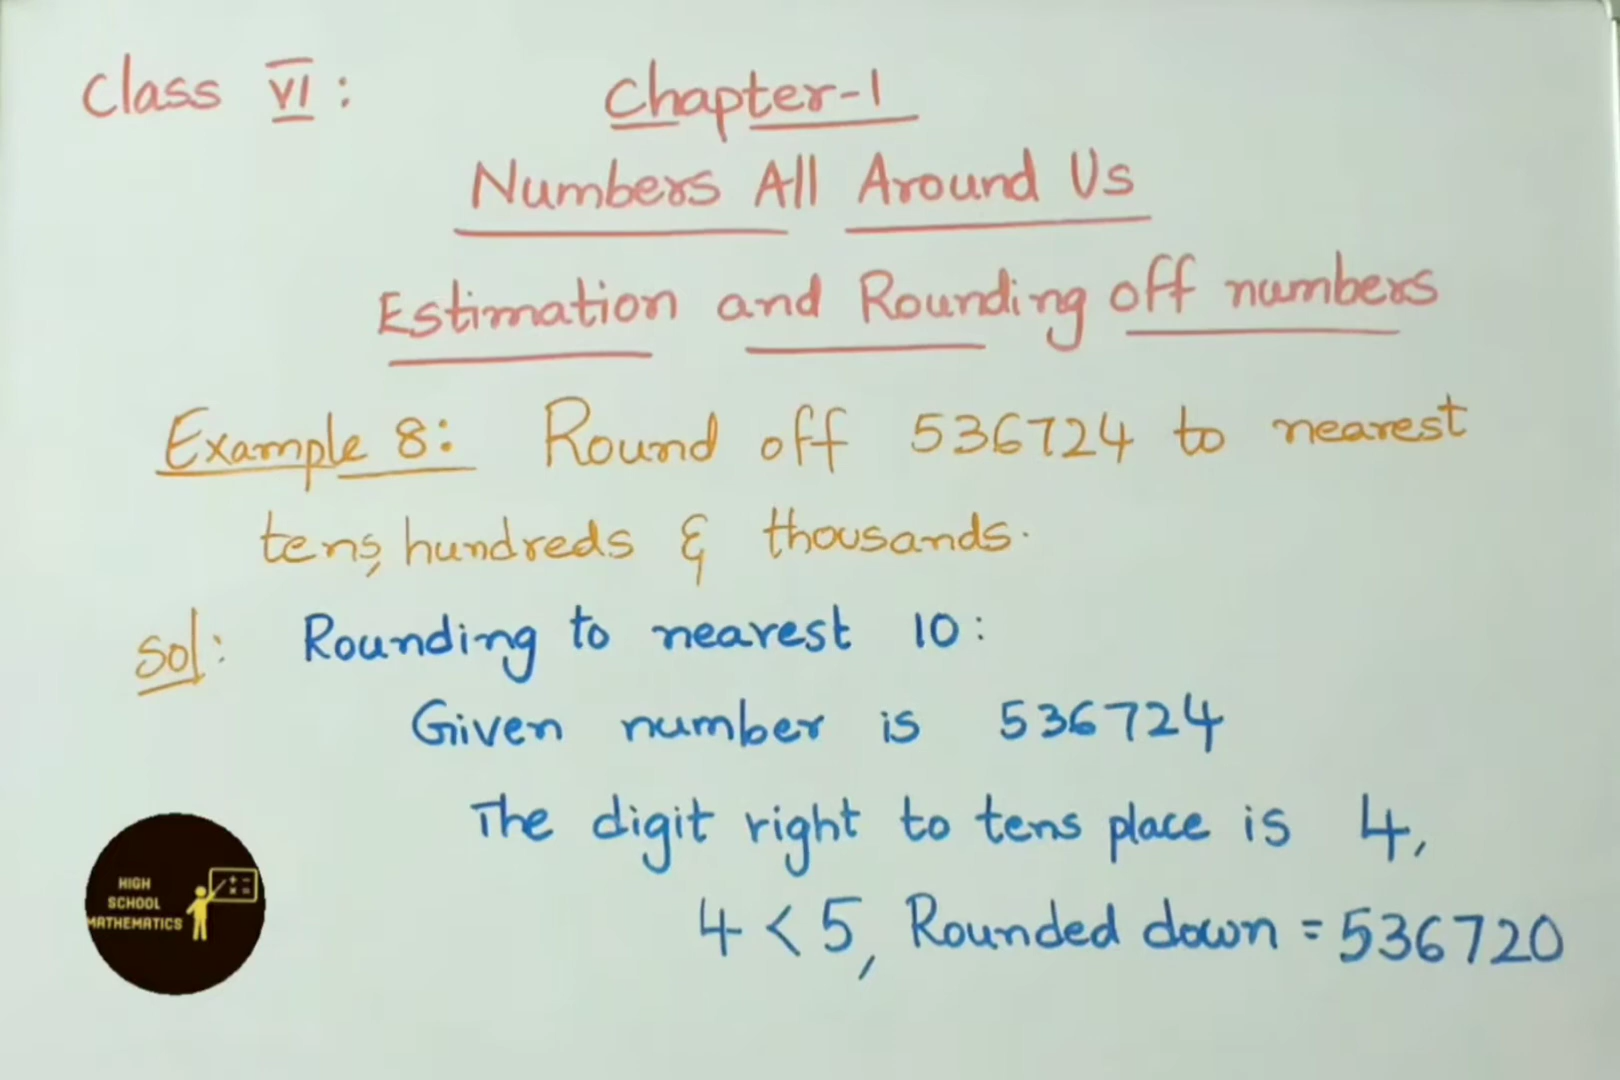 Class VI :
Chapter-1
Numbers All Around Us
Estimation and Rounding off numbers
Example 8: Round off 536724 to nearest
tens, hundreds & thousands.
Sol: Rounding to nearest 10:
Given number is 536724
The digit right to tens place is 4,
4 < 5, Rounded down = 536720
HIGH
SCHOOL
MATHEMATICS